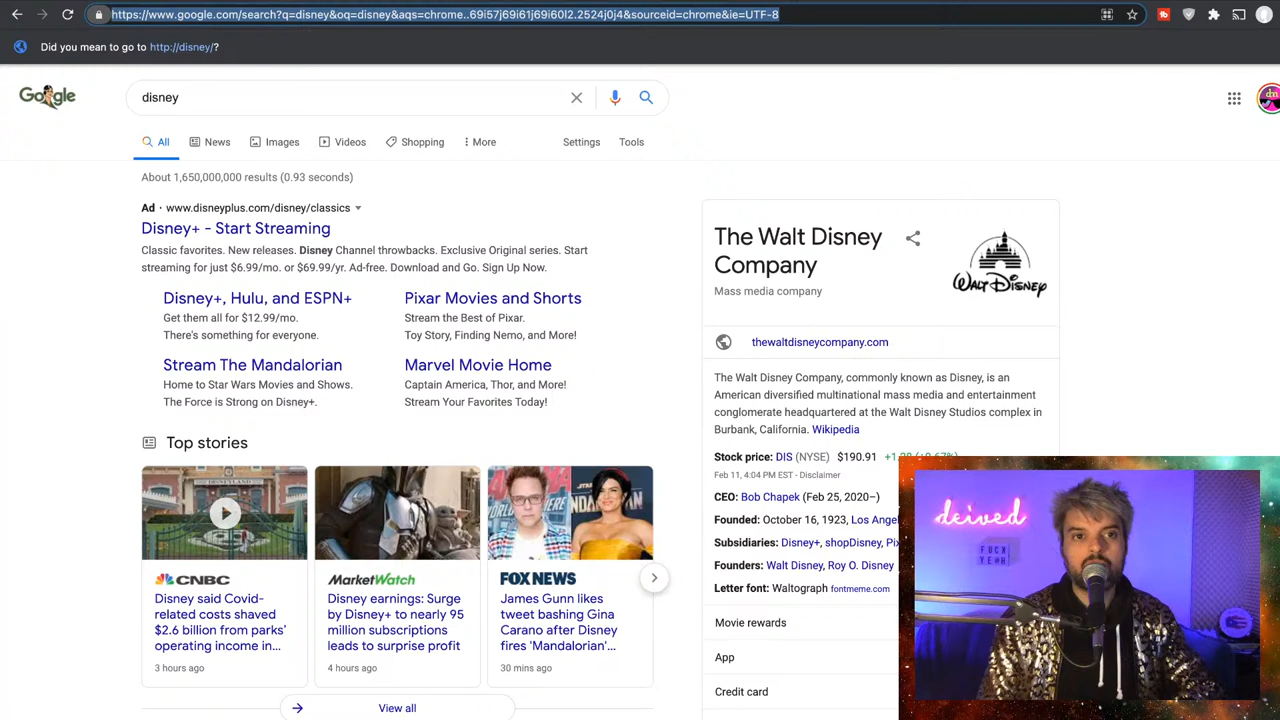 https://www.google.com/search?q=disney&oq=disney&aqs=chrome..69i57j69i61j69i60l2.2524j0j4&sourceid=chrome&ie=UTF-8
Did you mean to go to http://disney/?
Google
disney
All
News
Images
Videos
Shopping
More
Settings
Tools
About 1,650,000,000 results (0.93 seconds)
Ad · www.disneyplus.com/disney/classics
Disney+ - Start Streaming
Classic favorites. New releases. Disney Channel throwbacks. Exclusive Original series. Start
streaming for just $6.99/mo. or $69.99/yr. Ad-free. Download and Go. Sign Up Now.
Disney+, Hulu, and ESPN+
Get them all for $12.99/mo.
There's something for everyone.
Pixar Movies and Shorts
Stream the Best of Pixar.
Toy Story, Finding Nemo, and More!
Stream The Mandalorian
Home to Star Wars Movies and Shows.
The Force is Strong on Disney+.
Marvel Movie Home
Captain America, Thor, and More!
Stream Your Favorites Today!
Top stories
DISNEYLAND
CNBC
Disney said Covid-
related costs shaved
$2.6 billion from parks'
operating income in...
3 hours ago
MarketWatch
Disney earnings: Surge
by Disney+ to nearly 95
million subscriptions
leads to surprise profit
4 hours ago
FOX NEWS
James Gunn likes
tweet bashing Gina
Carano after Disney
fires 'Mandalorian'...
30 mins ago
View all
The Walt Disney
Company
Mass media company
WALT DISNEY
thewaltdisneycompany.com
The Walt Disney Company, commonly known as Disney, is an
American diversified multinational mass media and entertainment
conglomerate headquartered at the Walt Disney Studios complex in
Burbank, California. Wikipedia
Stock price: DIS (NYSE) $190.91
Feb 11, 4:04 PM EST - Disclaimer
CEO: Bob Chapek (Feb 25, 2020–)
Founded: October 16, 1923, Los Angel
Subsidiaries: Disney+, shopDisney, Pix
Founders: Walt Disney, Roy O. Disney
Letter font: Waltograph fontmeme.com
Movie rewards
App
Credit card
dn
deived
FUCK
YEAH